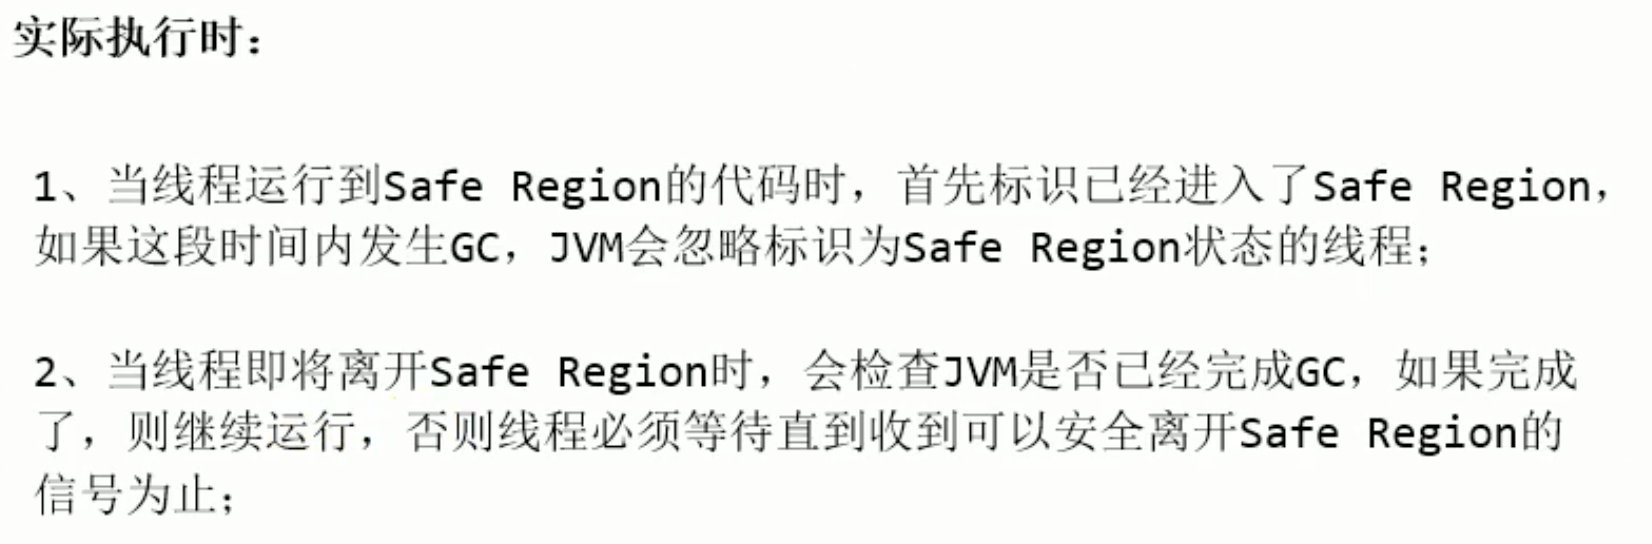 实际执行时：
1、当线程运行到Safe Region的代码时，首先标识已经进入了Safe Region，
如果这段时间内发生GC，JVM会忽略标识为Safe Region状态的线程；
2、当线程即将离开Safe Region时，会检查JVM是否已经完成GC，如果完成
了，则继续运行，否则线程必须等待直到收到可以安全离开Safe Region的
信号为止；